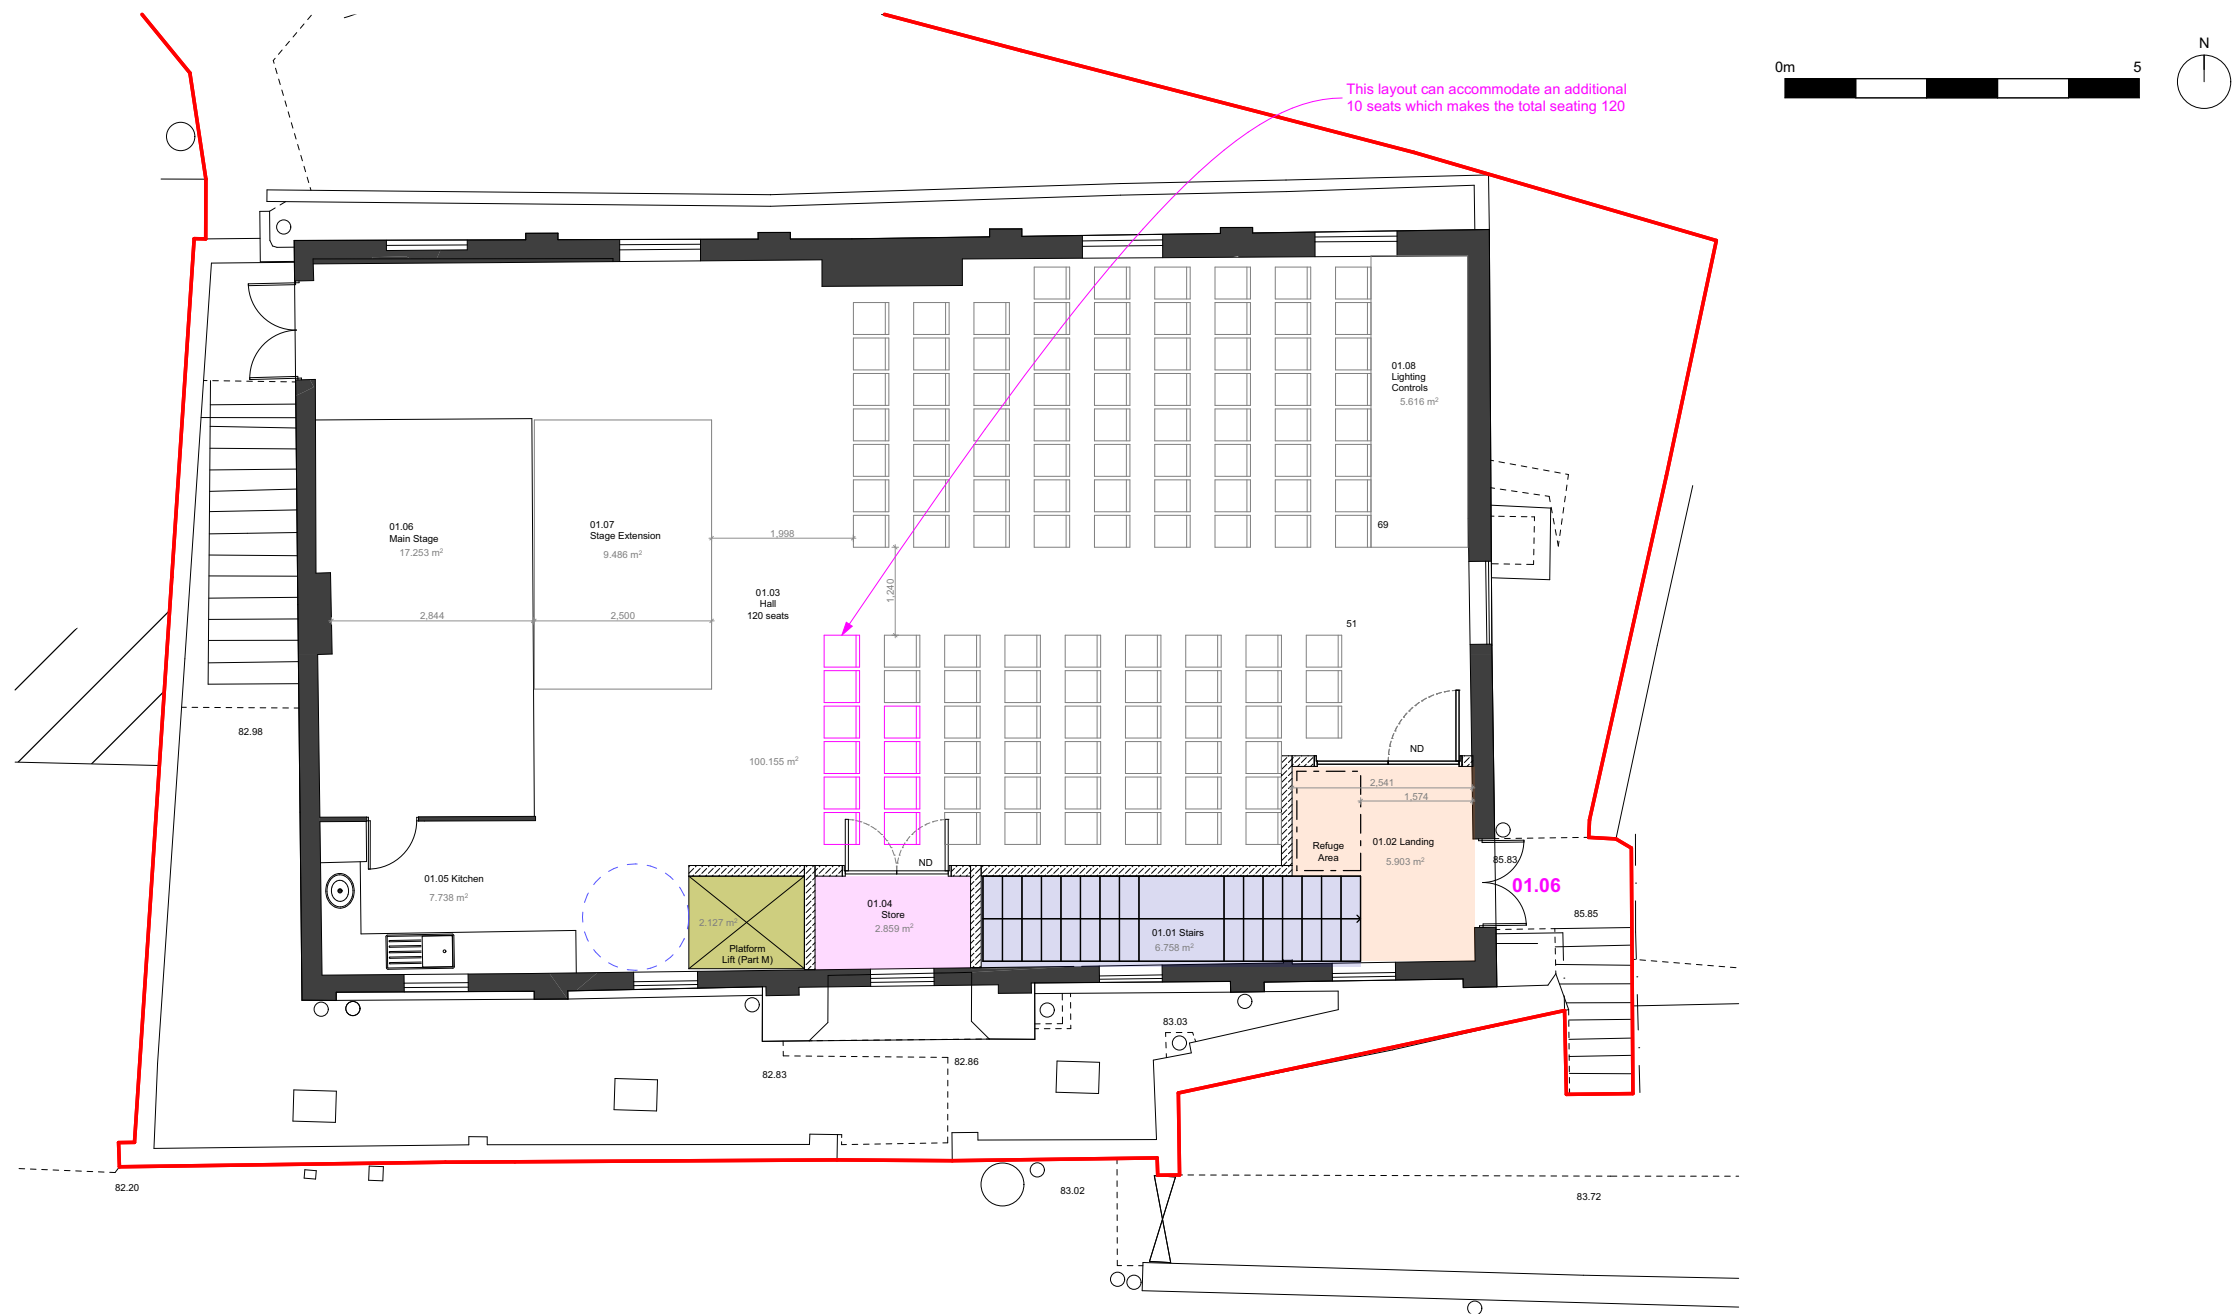 N
0m
5
This layout can accommodate an additional
10 seats which makes the total seating 120
01.08
Lighting
Controls
5.616 m²
01.06
Main Stage
17.253 m²
01.07
Stage Extension
9.486 m²
1,998
69
1,240
01.03
Hall
120 seats
2,844
2,500
51
82.98
100.155 m²
ND
2,541
1,574
Refuge
Area
01.02 Landing
5.903 m²
85.83
01.06
85.85
ND
01.05 Kitchen
7.738 m²
2.127 m²
Platform
Lift (Part M)
01.04
Store
2.859 m²
01.01 Stairs
6.758 m²
83.03
82.86
82.83
82.20
83.02
83.72